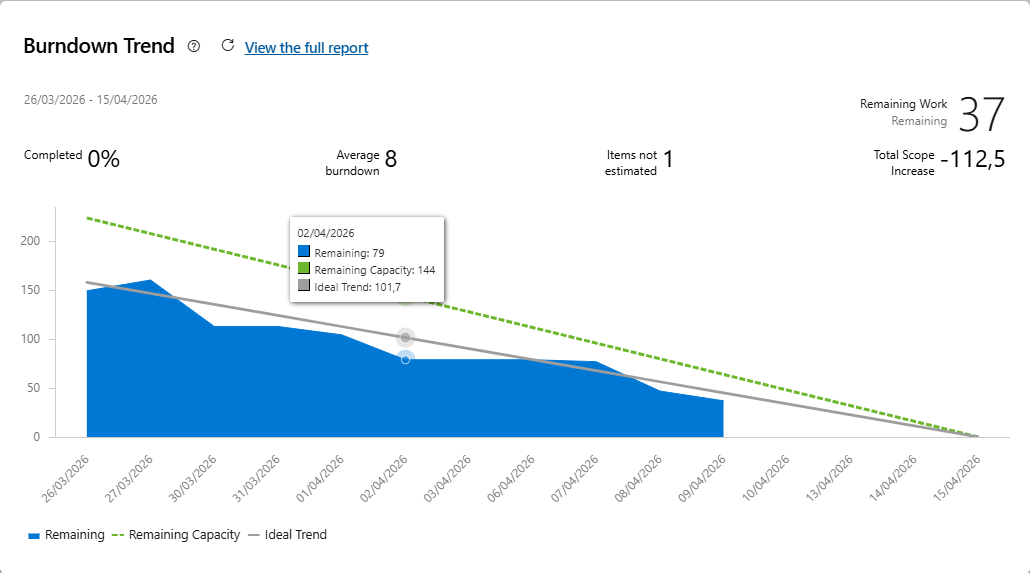 Burndown Trend View the full report
26/03/2026 - 15/04/2026
Remaining Work
Remaining
37
Completed 0%
Average
burndown
8
Items not
estimated
1
Total Scope
Increase
-112,5
200
150
100
50
0
02/04/2026
Remaining: 79
Remaining Capacity: 144
Ideal Trend: 101,7
26/03/2026
27/03/2026
30/03/2026
31/03/2026
01/04/2026
02/04/2026
03/04/2026
06/04/2026
07/04/2026
08/04/2026
09/04/2026
10/04/2026
13/04/2026
14/04/2026
15/04/2026
Remaining Remaining Capacity Ideal Trend